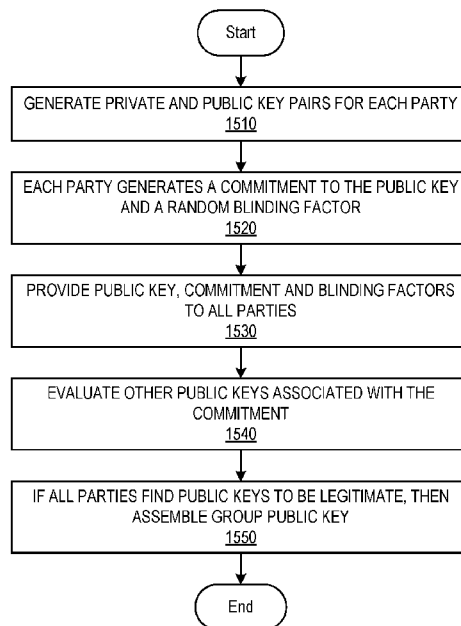 Start
GENERATE PRIVATE AND PUBLIC KEY PAIRS FOR EACH PARTY
1510
EACH PARTY GENERATES A COMMITMENT TO THE PUBLIC KEY
AND A RANDOM BLINDING FACTOR
1520
PROVIDE PUBLIC KEY, COMMITMENT AND BLINDING FACTORS
TO ALL PARTIES
1530
EVALUATE OTHER PUBLIC KEYS ASSOCIATED WITH THE
COMMITMENT
1540
IF ALL PARTIES FIND PUBLIC KEYS TO BE LEGITIMATE, THEN
ASSEMBLE GROUP PUBLIC KEY
1550
End